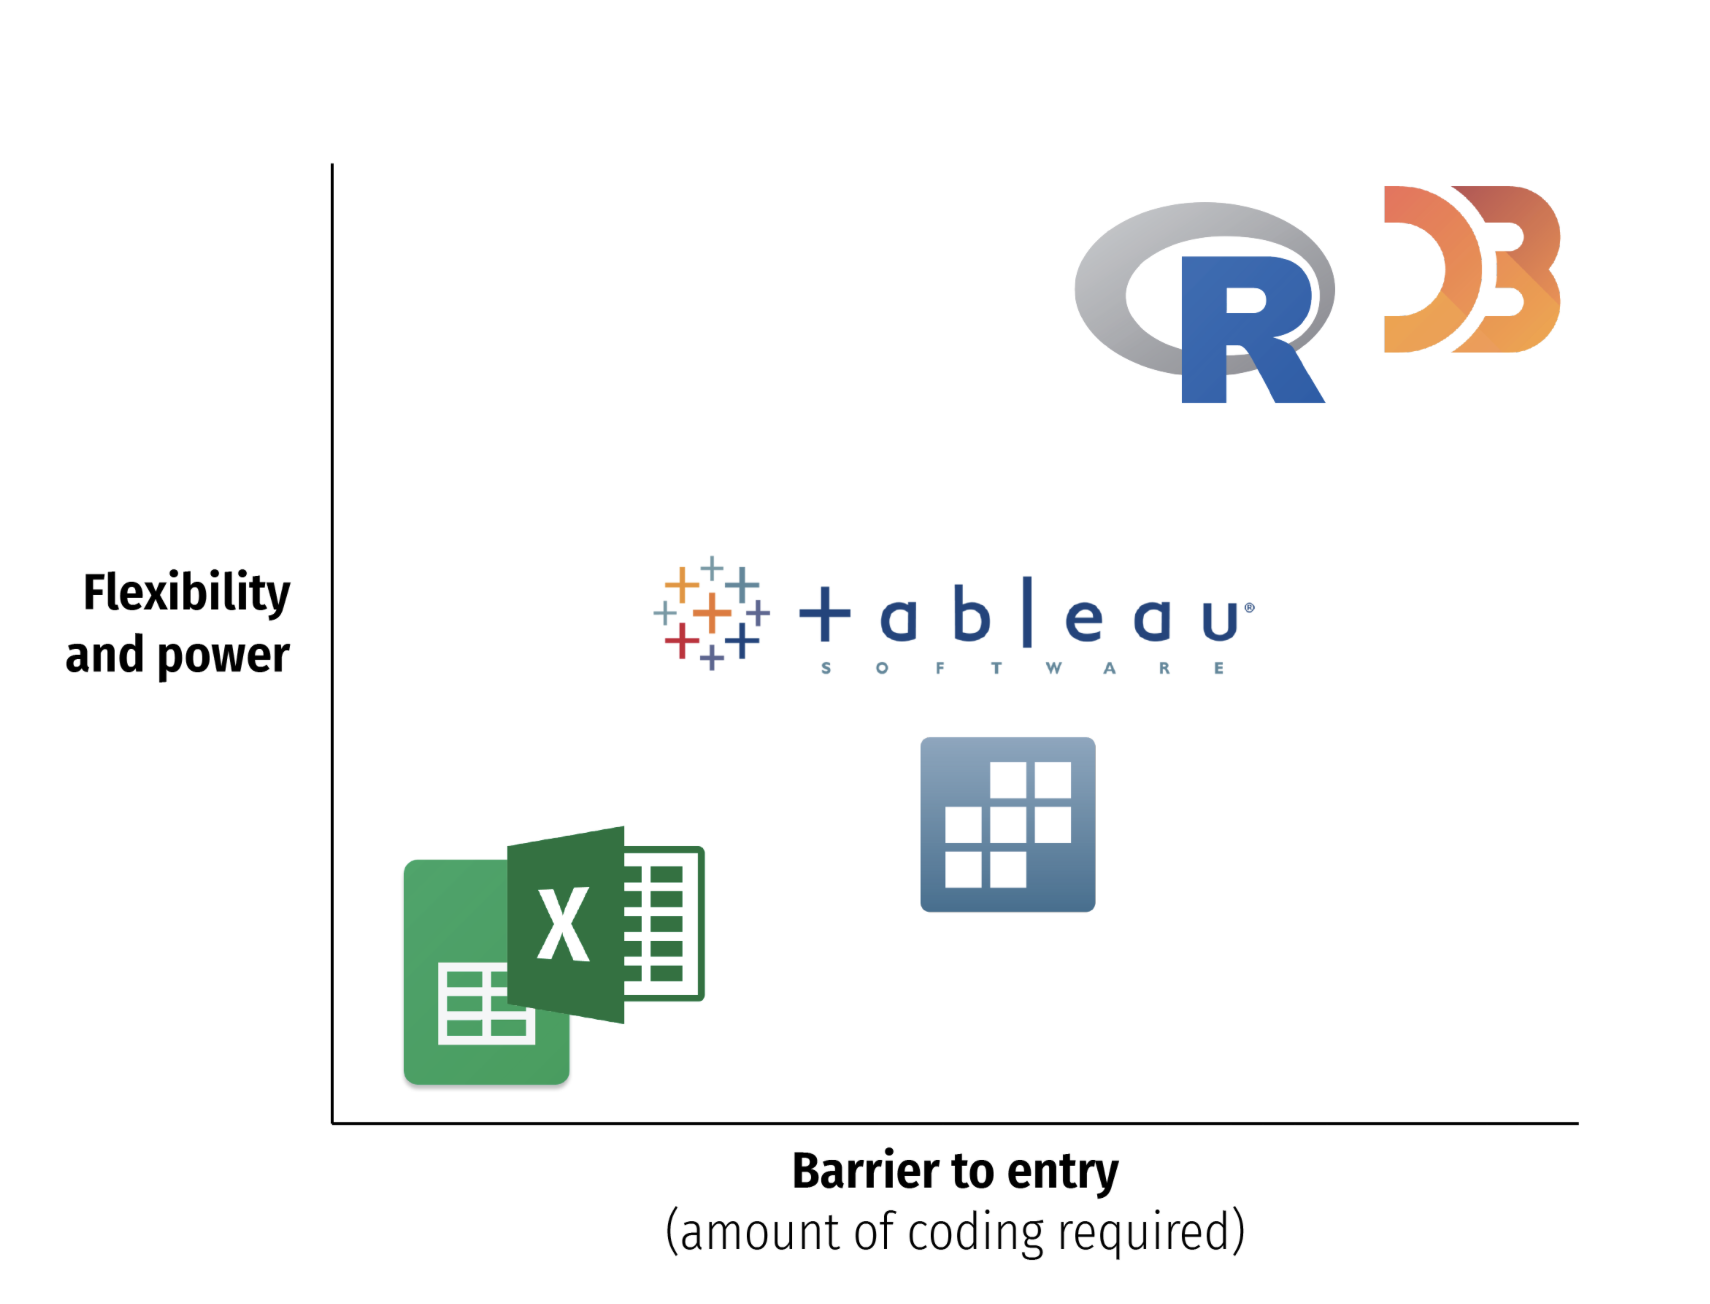 R
D3
Flexibility
and power
+ableau®
SOFTWARE
X
Barrier to entry
(amount of coding required)